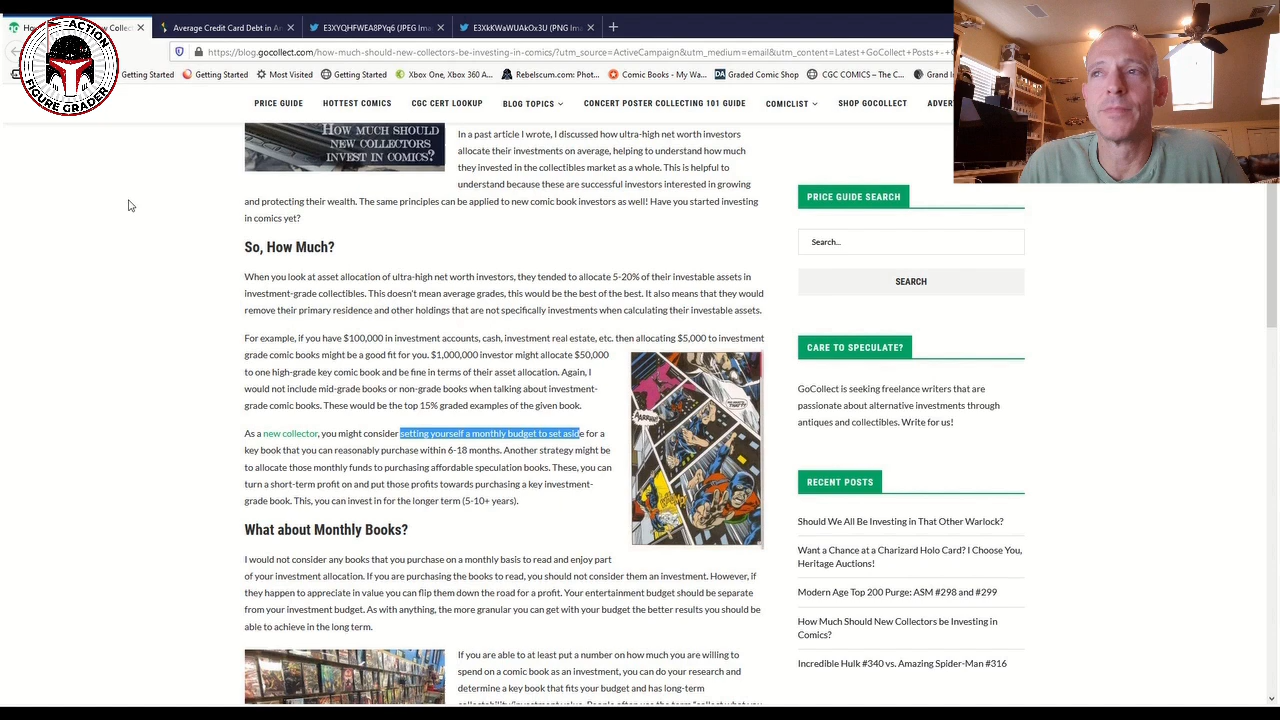 Average Credit Card Debt in A
E3XYQHFWEA8PYq6 (JPEG Ima
E3XkKWaWUAkOx3U (PNG Ima
ACTION
FIGURE GRADER
https://blog.gocollect.com/how-much-should-new-collectors-be-investing-in-comics/?utm_source=ActiveCampaign&utm_medium=email&utm_content=Latest+GoCollect+Posts+-+
Getting Started
Getting Started
Most Visited
Getting Started
Xbox One, Xbox 360 A...
Rebelscum.com: Phot...
Comic Books - My Wa...
Graded Comic Shop
CGC COMICS – The C...
PRICE GUIDE
HOTTEST COMICS
CGC CERT LOOKUP
BLOG TOPICS
CONCERT POSTER COLLECTING 101 GUIDE
COMICLIST
SHOP GOCOLLECT
HOW MUCH SHOULD
NEW COLLECTORS
INVEST IN COMICS?
In a past article I wrote, I discussed how ultra-high net worth investors
allocate their investments on average, helping to understand how much
they invested in the collectibles market as a whole. This is helpful to
understand because these are successful investors interested in growing
and protecting their wealth. The same principles can be applied to new comic book investors as well! Have you started investing
in comics yet?
So, How Much?
When you look at asset allocation of ultra-high net worth investors, they tended to allocate 5-20% of their investable assets in
investment-grade collectibles. This doesn't mean average grades, this would be the best of the best. It also means that they would
remove their primary residence and other holdings that are not specifically investments when calculating their investable assets.
For example, if you have $100,000 in investment accounts, cash, investment real estate, etc. then allocating $5,000 to investment
grade comic books might be a good fit for you. $1,000,000 investor might allocate $50,000
to one high-grade key comic book and be fine in terms of their asset allocation. Again, I
would not include mid-grade books or non-grade books when talking about investment-
grade comic books. These would be the top 15% graded examples of the given book.
As a new collector, you might consider setting yourself a monthly budget to set aside for a
key book that you can reasonably purchase within 6-18 months. Another strategy might be
to allocate those monthly funds to purchasing affordable speculation books. These, you can
turn a short-term profit on and put those profits towards purchasing a key investment-
grade book. This, you can invest in for the longer term (5-10+ years).
What about Monthly Books?
I would not consider any books that you purchase on a monthly basis to read and enjoy part
of your investment allocation. If you are purchasing the books to read, you should not consider them an investment. However, if
they happen to appreciate in value you can flip them down the road for a profit. Your entertainment budget should be separate
from your investment budget. As with anything, the more granular you can get with your budget the better results you should be
able to achieve in the long term.
If you are able to at least put a number on how much you are willing to
spend on a comic book as an investment, you can do your research and
determine a key book that fits your budget and has long-term
PRICE GUIDE SEARCH
Search...
SEARCH
CARE TO SPECULATE?
GoCollect is seeking freelance writers that are
passionate about alternative investments through
antiques and collectibles. Write for us!
RECENT POSTS
Should We All Be Investing in That Other Warlock?
Want a Chance at a Charizard Holo Card? I Choose You,
Heritage Auctions!
Modern Age Top 200 Purge: ASM #298 and #299
How Much Should New Collectors be Investing in
Comics?
Incredible Hulk #340 vs. Amazing Spider-Man #316